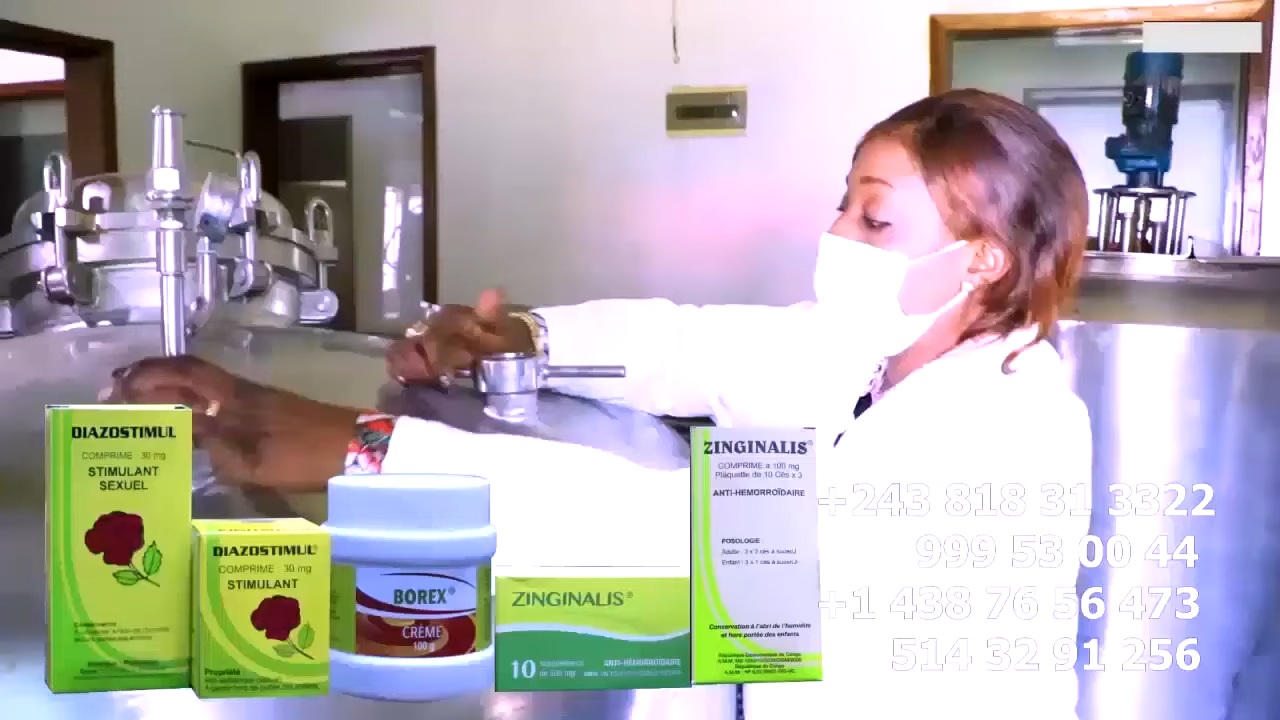 DIAZOSTIMUL
COMPRIME : 30 mg
STIMULANT
SEXUEL
DIAZOSTIMUL
COMPRIME : 30 mg
STIMULANT
Propriété
BOREX®
CRÈME
100 g
ZINGINALIS®
10
ANTI-HÉMORROÏDAIRE
ZINGINALIS®
COMPRIME a 100 mg
Plaquette de 10 Cés x 3
ANTI-HEMORROÏDAIRE
POSOLOGIE
Conservation à l'abri de l'humidité
et hors portée des enfants
+243 818 31 3322
999 53 00 44
+1 438 76 56 473
514 32 91 256